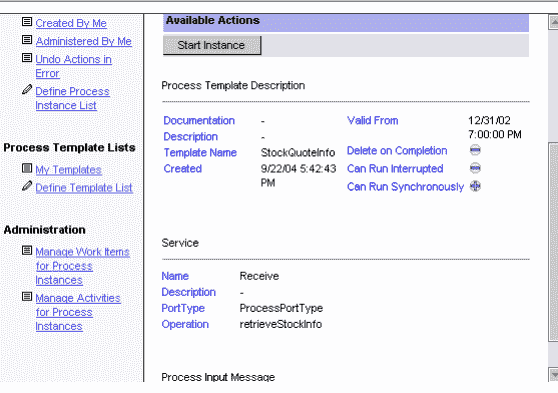 Created By Me
Administered By Me
Undo Actions in
Error
Define Process
Instance List
Process Template Lists
My Templates
Define Template List
Administration
Manage Work Items
for Process
Instances
Manage Activities
for Process
Instances
Available Actions
Start Instance
Process Template Description
Documentation -
Description -
Template Name StockQuoteInfo
Created 9/22/04 5:42:43
PM
Valid From 12/31/02
7:00:00 PM
Delete on Completion
Can Run Interrupted
Can Run Synchronously
Service
Name Receive
Description -
PortType ProcessPortType
Operation retrieveStockInfo
Process Input Message